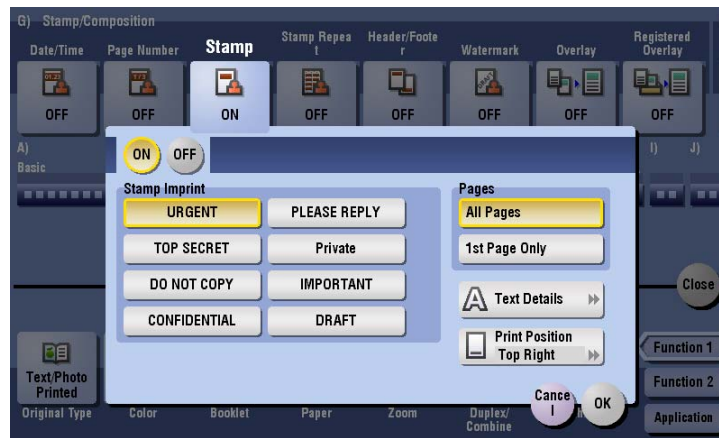 G) Stamp/Composition
Date/Time
Page Number
Stamp
Stamp Repea
t
Header/Foote
r
Watermark
Overlay
Registered
Overlay
OFF
OFF
ON
OFF
OFF
OFF
OFF
OFF
A)
Basic
I)
J)
ON
OFF
Stamp Imprint
URGENT
PLEASE REPLY
TOP SECRET
Private
DO NOT COPY
IMPORTANT
CONFIDENTIAL
DRAFT
Pages
All Pages
1st Page Only
Text Details
Print Position
Top Right
Cance
l
OK
Close
Text/Photo
Printed
Original Type
Color
Booklet
Paper
Zoom
Duplex/
Combine
Function 1
Function 2
Application